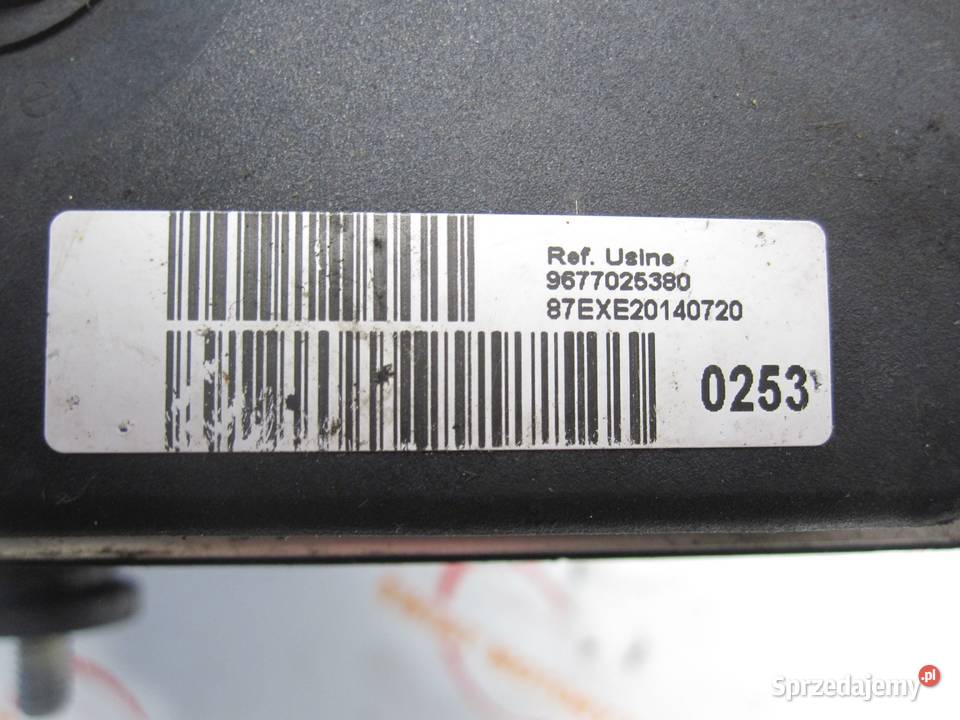 Ref. Usine
9677025380
87EXE20140720
0253
Sprzedajemy.pl